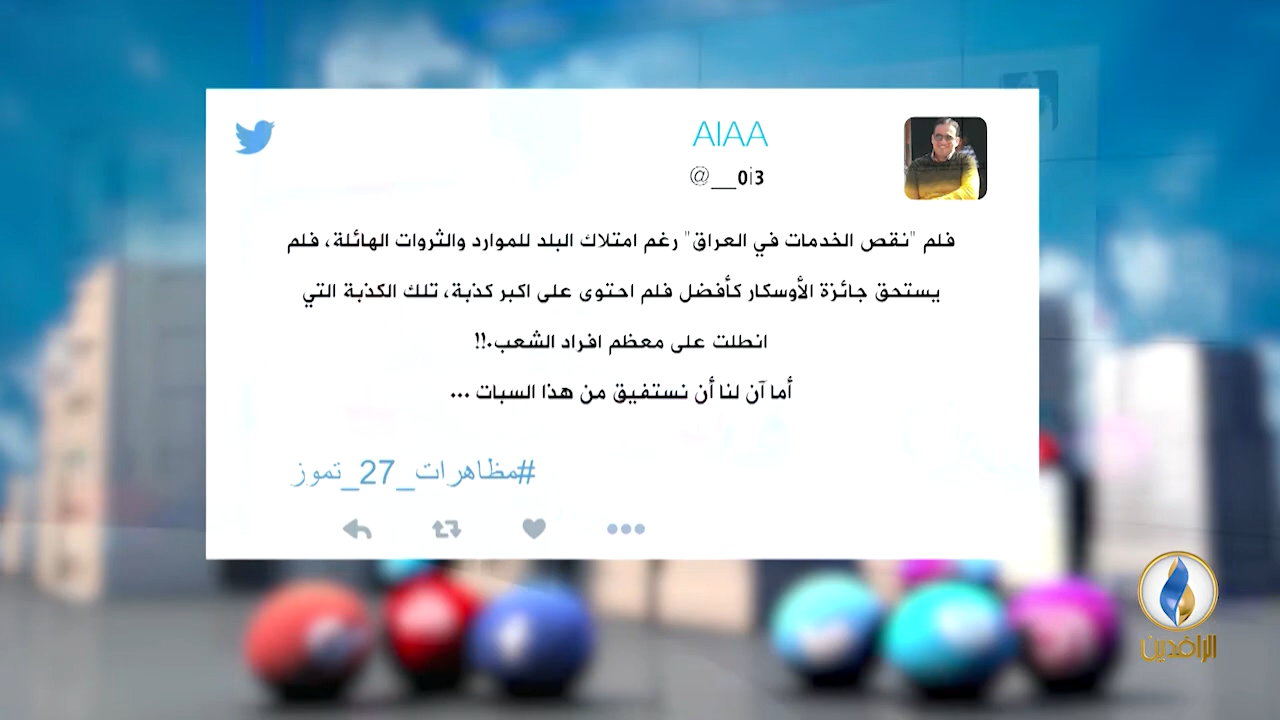 AIAA
@__0i3
فلم "نقص الخدمات في العراق" رغم امتلاك البلد للموارد والثروات الهائلة، فلم
يستحق جائزة الأوسكار كأفضل فلم احتوى على اكبر كذبة، تلك الكذبة التي
انطلت على معظم افراد الشعب.!!
أما آن لنا أن نستفيق من هذا السبات ...
#مظاهرات_27_تموز
الرافدين